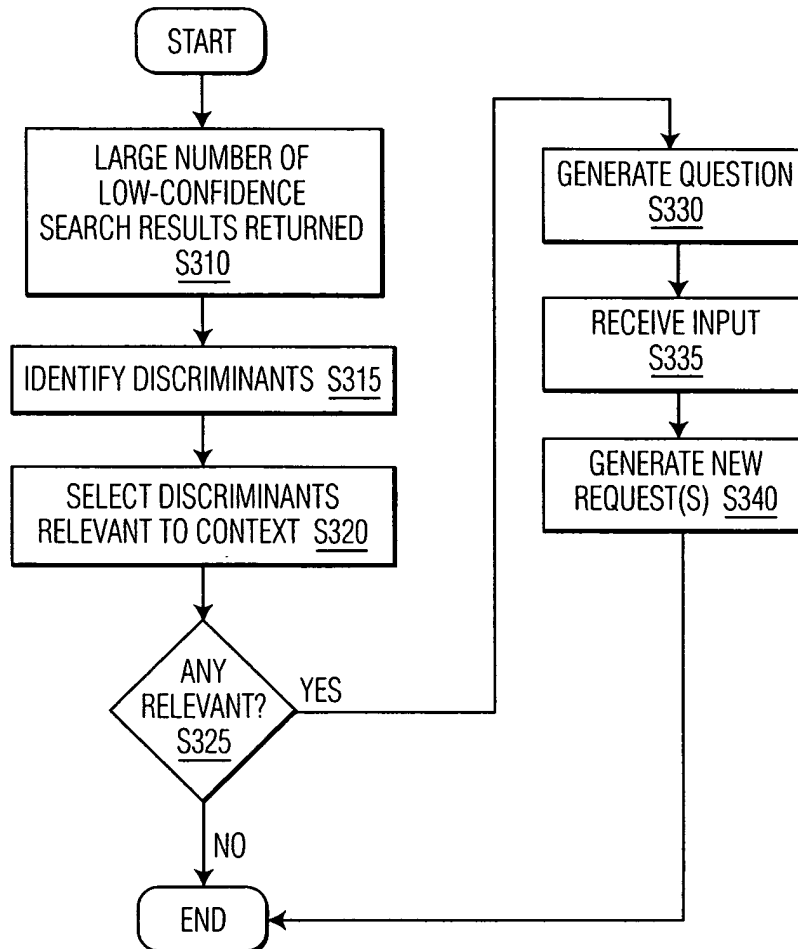 START
LARGE NUMBER OF
LOW-CONFIDENCE
SEARCH RESULTS RETURNED
S310
IDENTIFY DISCRIMINANTS S315
SELECT DISCRIMINANTS
RELEVANT TO CONTEXT S320
ANY
RELEVANT?
S325
YES
NO
END
GENERATE QUESTION
S330
RECEIVE INPUT
S335
GENERATE NEW
REQUEST(S) S340